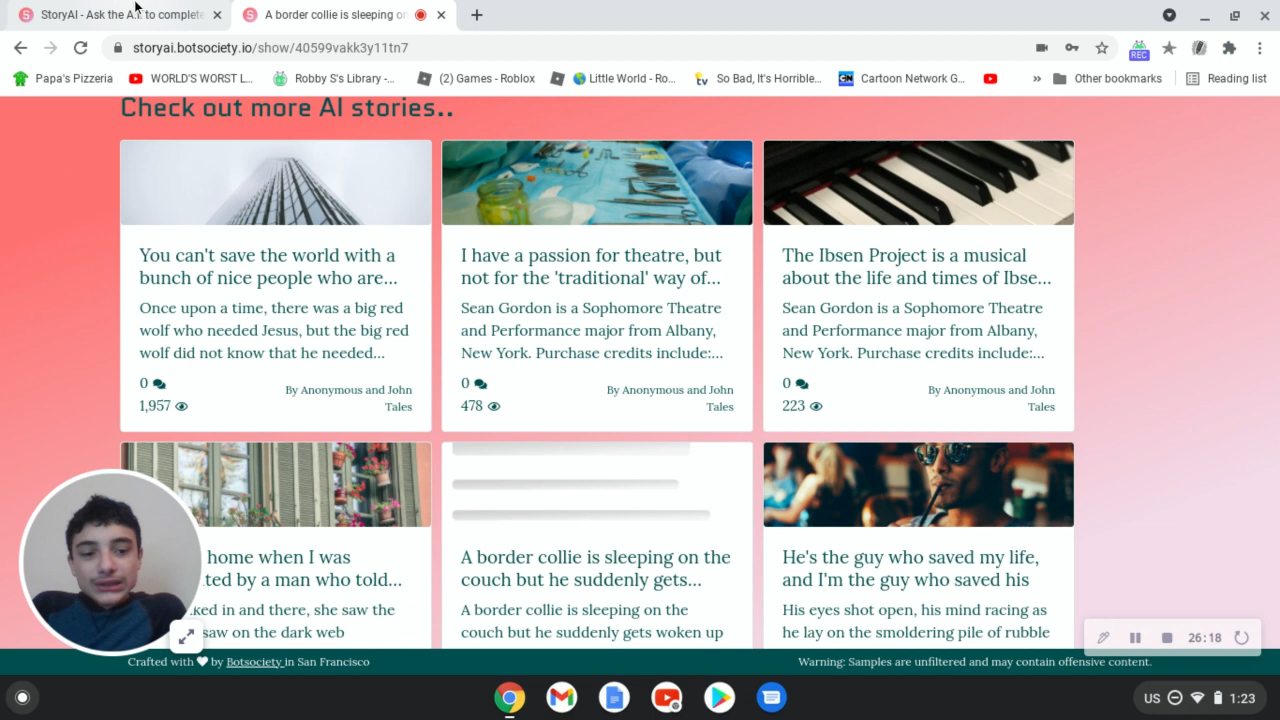 StoryAI - Ask the A.I. to complete
A border collie is sleeping on
storyai.botsociety.io/show/40599vakk3y11tn7
REC
Papa's Pizzeria
WORLD'S WORST L...
Robby S's Library -...
(2) Games - Roblox
Little World - Ro...
So Bad, It's Horrible...
Cartoon Network G...
»
Other bookmarks
Reading list
Check out more AI stories..
You can't save the world with a
bunch of nice people who are...
Once upon a time, there was a big red
wolf who needed Jesus, but the big red
wolf did not know that he needed...
0
1,957
By Anonymous and John
Tales
I have a passion for theatre, but
not for the 'traditional' way of...
Sean Gordon is a Sophomore Theatre
and Performance major from Albany,
New York. Purchase credits include:...
0
478
By Anonymous and John
Tales
The Ibsen Project is a musical
about the life and times of Ibse...
Sean Gordon is a Sophomore Theatre
and Performance major from Albany,
New York. Purchase credits include:...
0
223
By Anonymous and John
Tales
home when I was
ted by a man who told...
ked in and there, she saw the
saw on the dark web
A border collie is sleeping on the
couch but he suddenly gets...
A border collie is sleeping on the
couch but he suddenly gets woken up
He's the guy who saved my life,
and I'm the guy who saved his
His eyes shot open, his mind racing as
he lay on the smoldering pile of rubble
26:18
Crafted with by Botsociety in San Francisco
Warning: Samples are unfiltered and may contain offensive content.
US
1:23